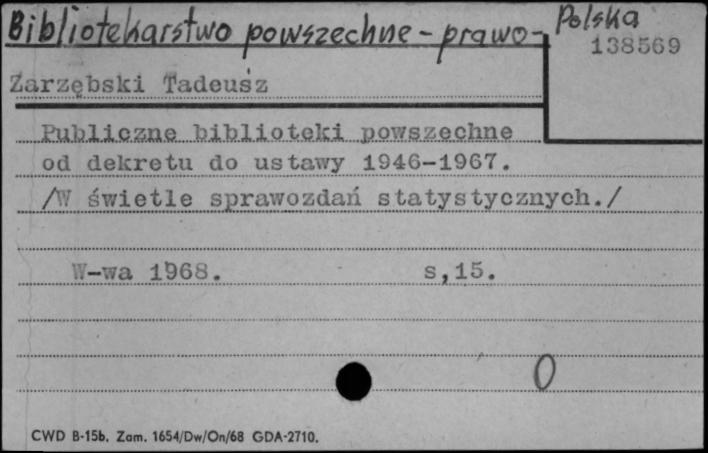 Bibliotekarstwo powszechne - prawo - Polska
138569
Zarzębski Tadeusz
Publiczne biblioteki powszechne
od dekretu do ustawy 1946-1967.
/W świetle sprawozdań statystycznych./
W-wa 1968. s,15.
0
CWD B-15b. Zam. 1654/Dw/On/68 GDA-2710.